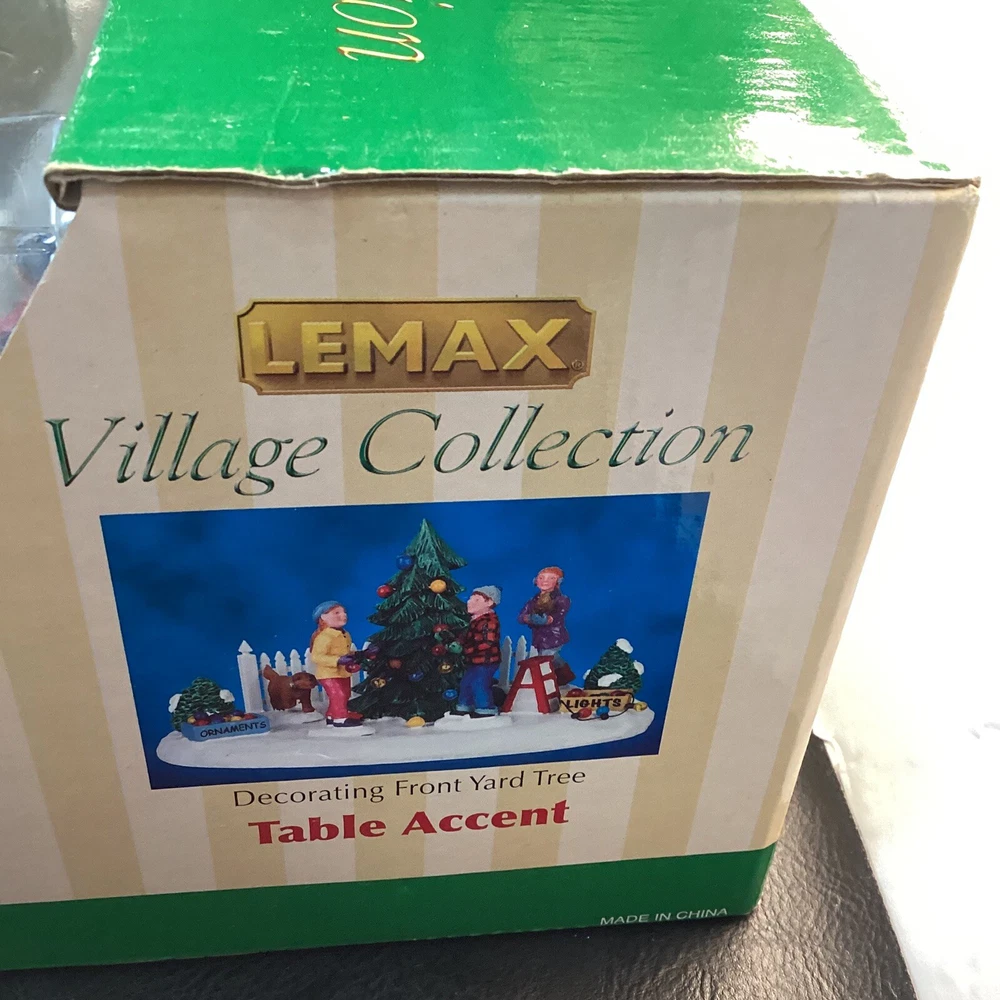 LEMAX®
Village Collection
ORNAMENTS
LIGHTS
Decorating Front Yard Tree
Table Accent
MADE IN CHINA